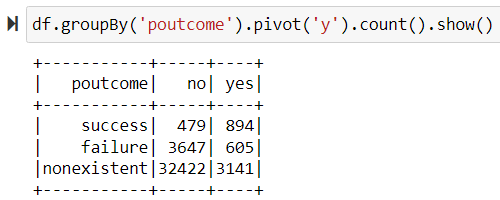 df.groupBy('poutcome').pivot('y').count().show()
+-----------+-----+----+
|   poutcome|   no| yes|
+-----------+-----+----+
|    success|  479| 894|
|    failure| 3647| 605|
|nonexistent|32422|3141|
+-----------+-----+----+